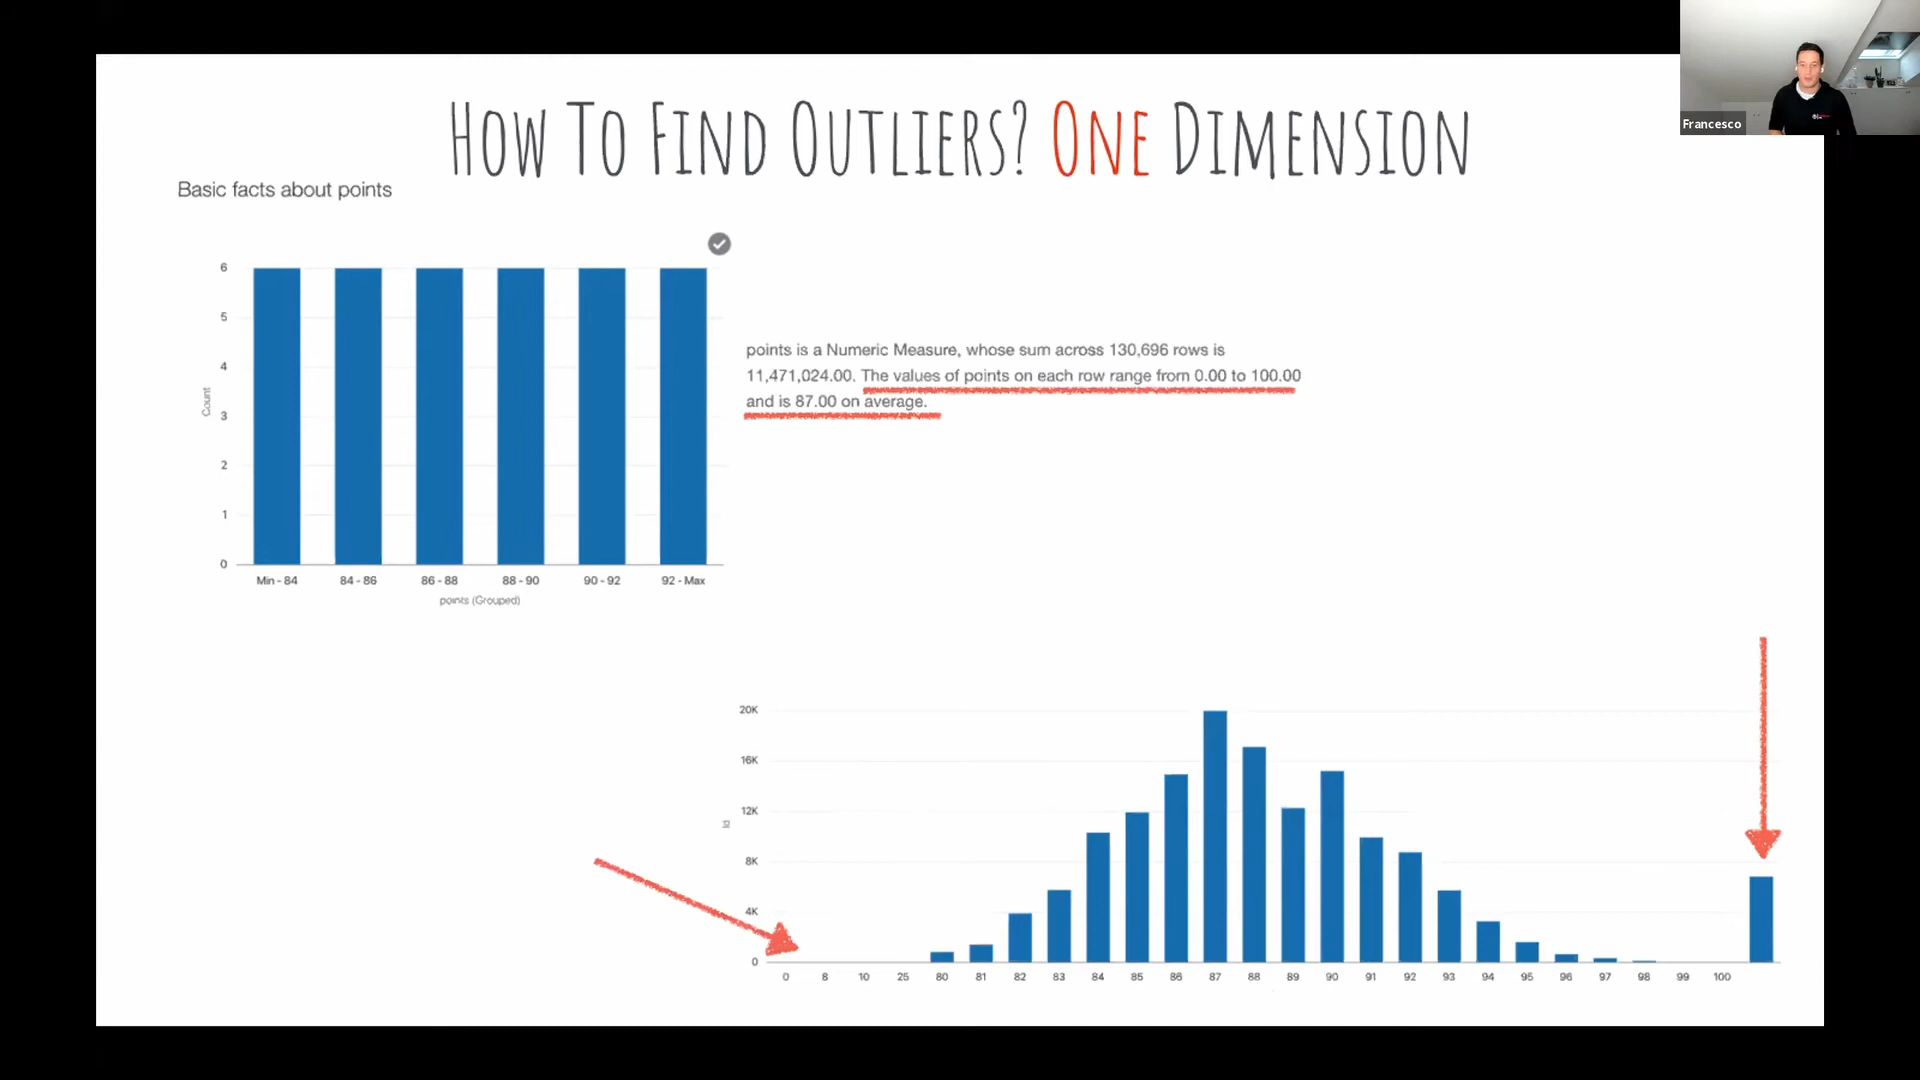 HOW TO FIND OUTLIERS? ONE DIMENSION
Francesco
Basic facts about points
6
5
4
3
2
1
0
Count
Min - 84 84 - 86 86 - 88 88 - 90 90 - 92 92 - Max
points (Grouped)
points is a Numeric Measure, whose sum across 130,696 rows is
11,471,024.00. The values of points on each row range from 0.00 to 100.00
and is 87.00 on average.
20K
16K
12K
8K
4K
0
Id
0 8 10 25 80 81 82 83 84 85 86 87 88 89 90 91 92 93 94 95 96 97 98 99 100